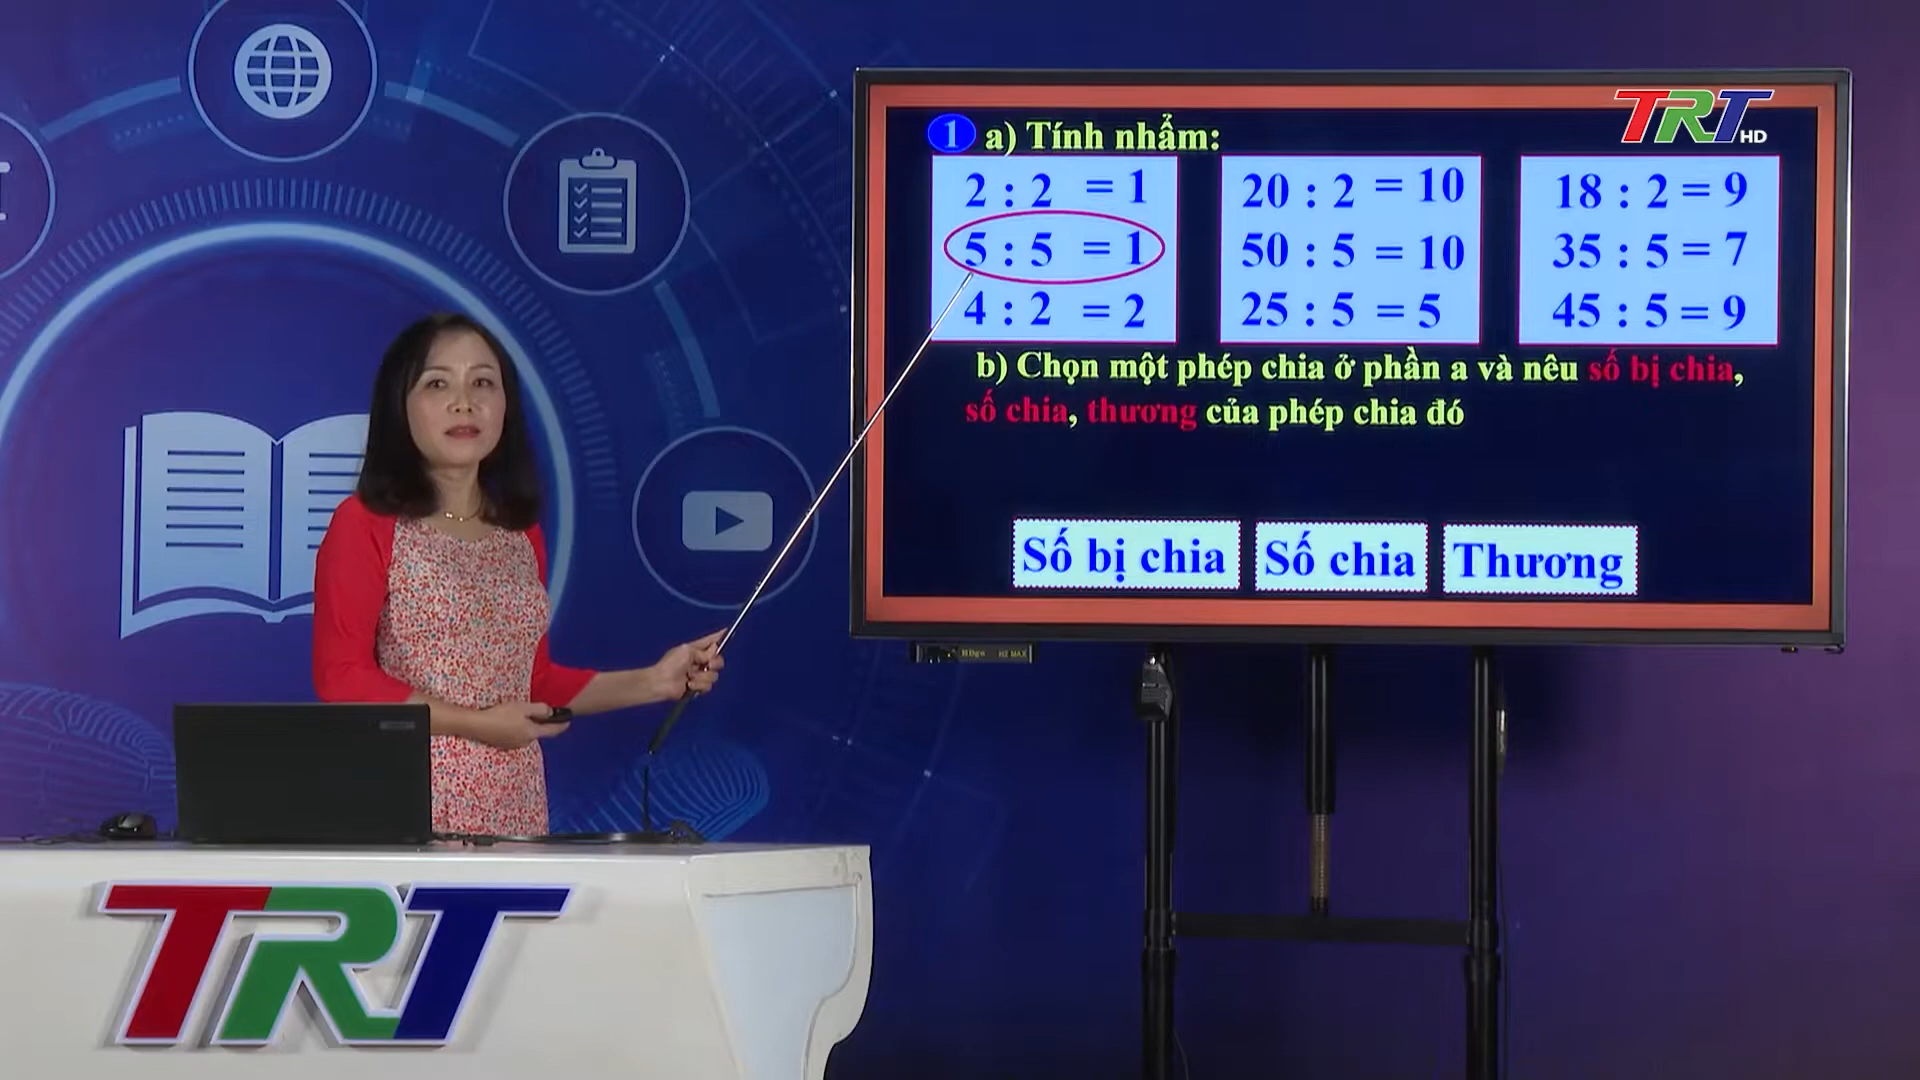 TRT HD
1 a) Tính nhẩm:
2 : 2 = 1
5 : 5 = 1
4 : 2 = 2
20 : 2 = 10
50 : 5 = 10
25 : 5 = 5
18 : 2 = 9
35 : 5 = 7
45 : 5 = 9
b) Chọn một phép chia ở phần a và nêu số bị chia,
số chia, thương của phép chia đó
Số bị chia Số chia Thương
TRT